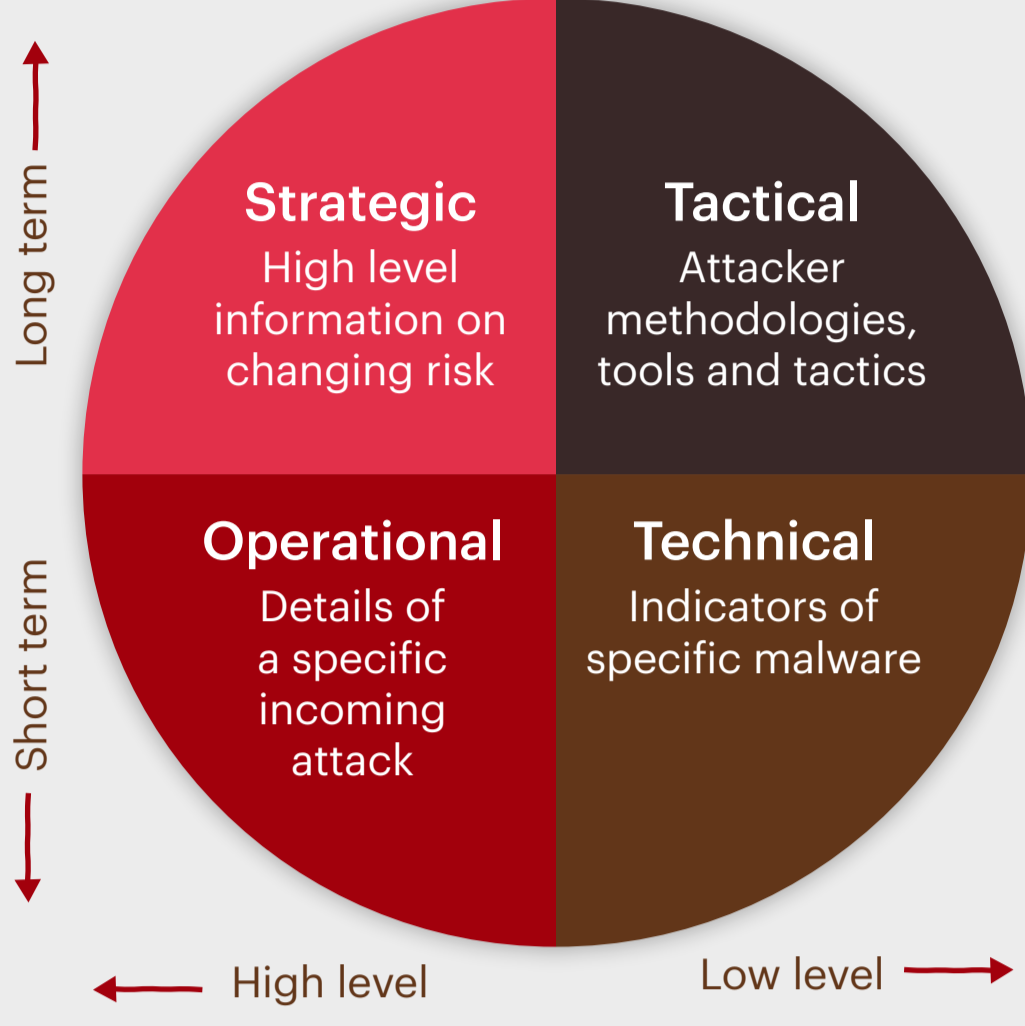 Long term
Strategic
High level
information on
changing risk
Tactical
Attacker
methodologies,
tools and tactics
Short term
Operational
Details of
a specific
incoming
attack
Technical
Indicators of
specific malware
High level
Low level